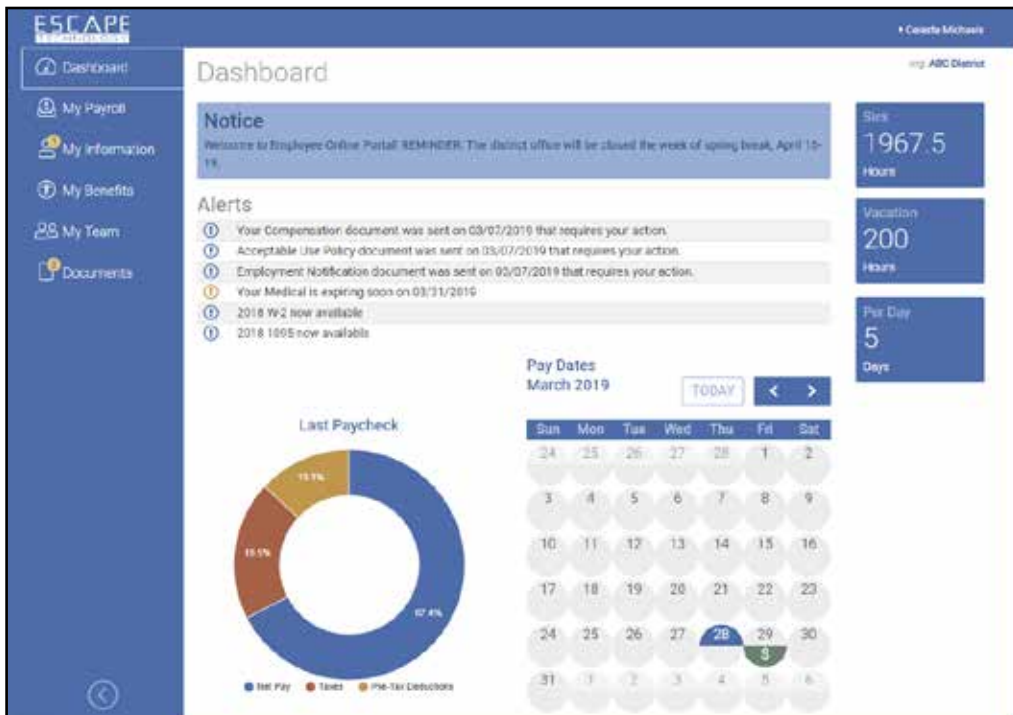 ESCAPE
TECHNOLOGY
Celeste Michaels
Dashboard
My Payroll
My Information
My Benefits
My Team
Documents
Dashboard
org: ABC District
Notice
Welcome to Employee Online Portal! REMINDER: The district office will be closed the week of spring break, April 15-
19.
Sick
1967.5
Hours
Vacation
200
Hours
Per Day
5
Days
Alerts
Your Compensation document was sent on 03/07/2019 that requires your action.
Acceptable Use Policy document was sent on 03/07/2019 that requires your action.
Employment Notification document was sent on 03/07/2019 that requires your action.
Your Medical is expiring soon on 03/31/2019
2018 W-2 now available
2018 1095 now available
Last Paycheck
67.4%
19.5%
13.1%
Net Pay Taxes Pre-Tax Deductions
Pay Dates
March 2019
TODAY < >
Sun Mon Tue Wed Thu Fri Sat
24 25 26 27 28 1 2
3 4 5 6 7 8 9
10 11 12 13 14 15 16
17 18 19 20 21 22 23
24 25 26 27 28 29 30
$
31 1 2 3 4 5 6